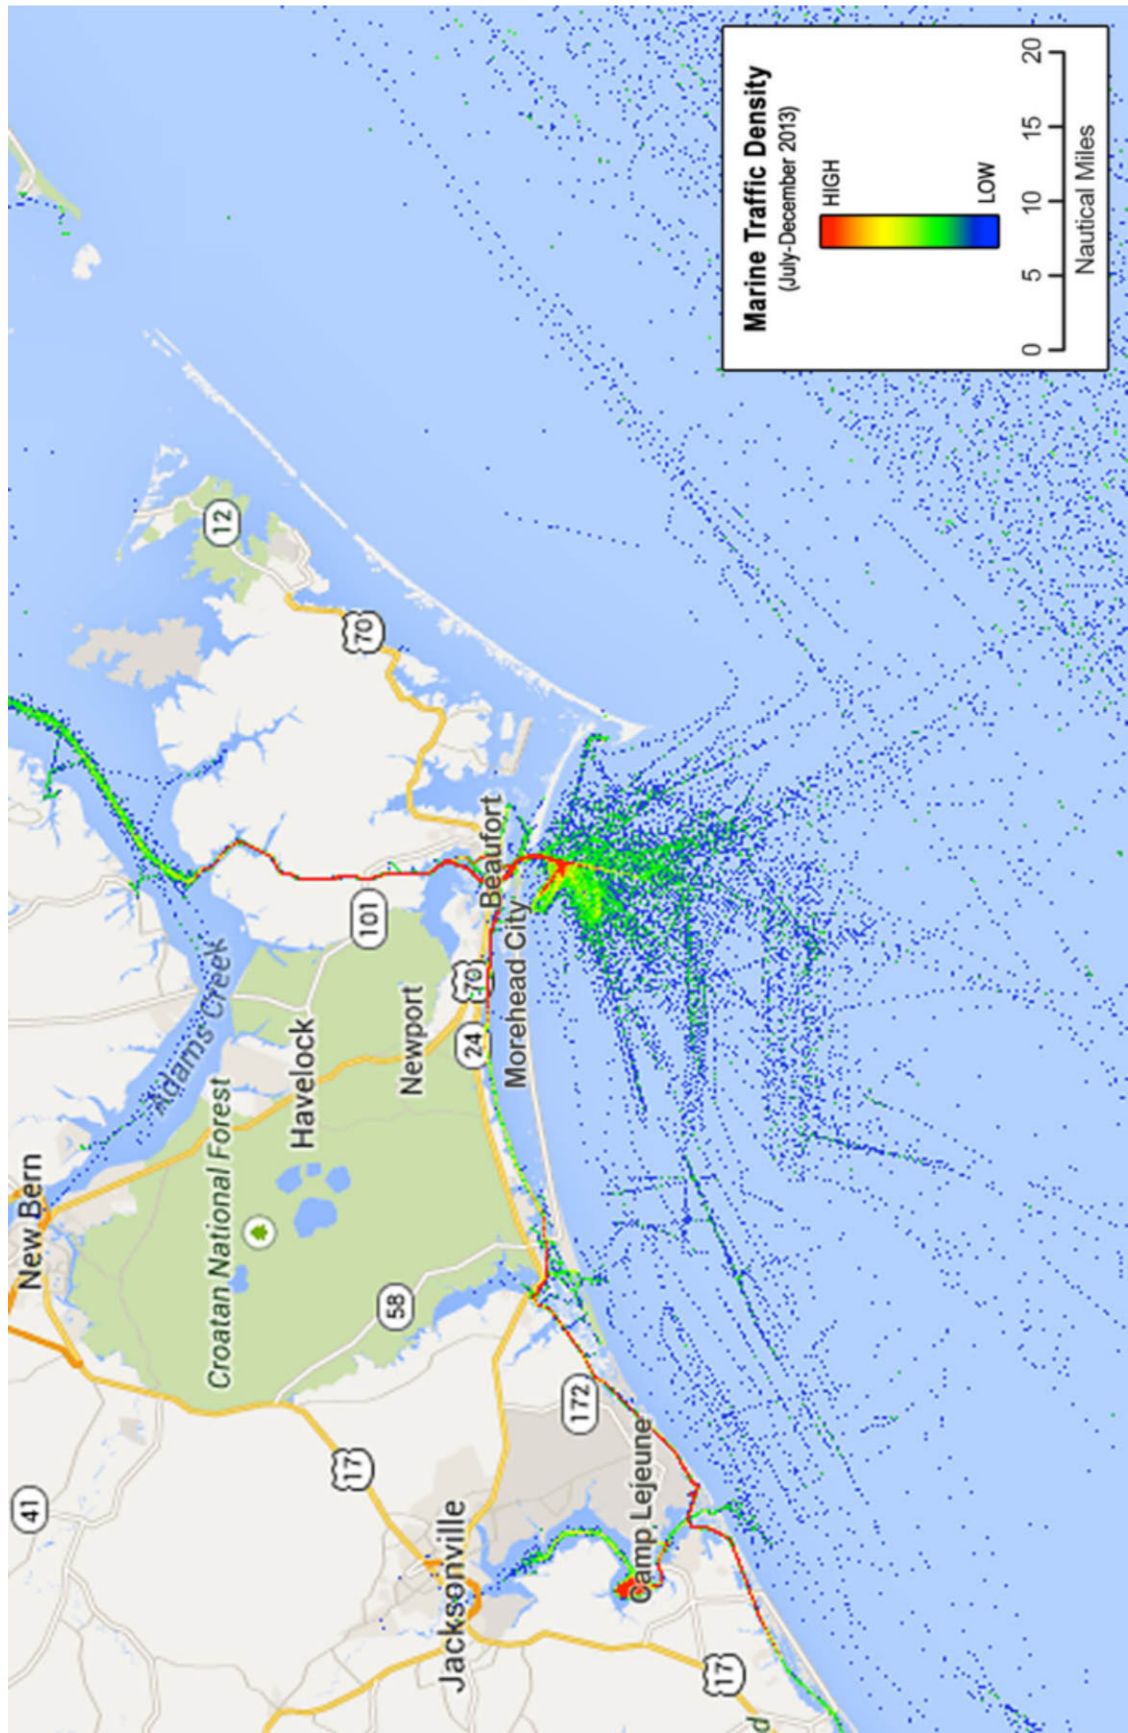 Marine Traffic Density
(July-December 2013)
HIGH
LOW
0 5 10 15 20
Nautical Miles
41
New Bern
Adams Creek
Croatan National Forest
Havelock
101
12
70
17
58
Newport
24
70
Beaufort
Morehead City
Jacksonville
172
Camp Lejeune
17
d